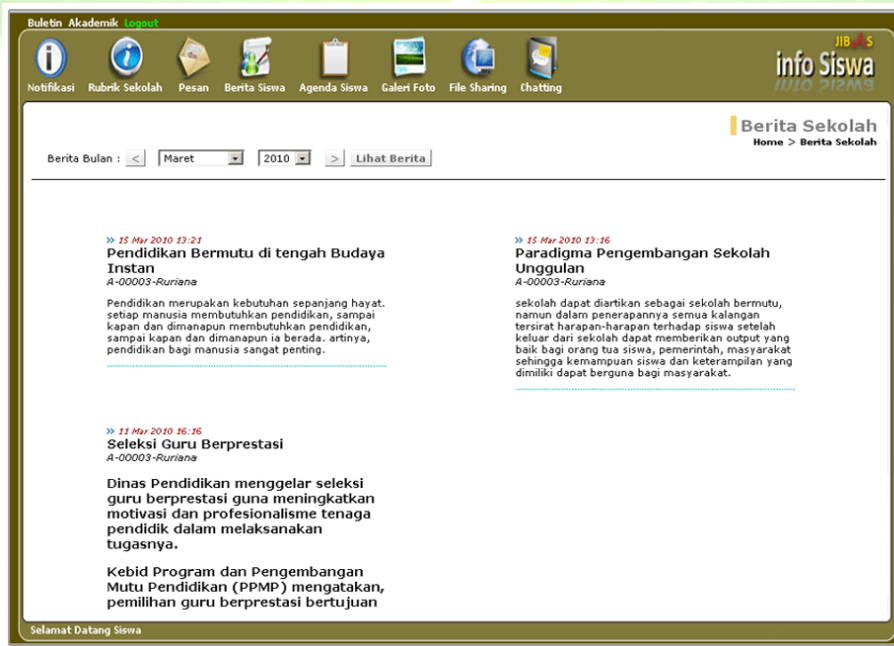 Buletin Akademik Logout
Notifikasi Rubrik Sekolah Pesan Berita Siswa Agenda Siswa Galeri Foto File Sharing Chatting
JIBAS
info Siswa
Berita Sekolah
Home > Berita Sekolah
Berita Bulan : < Maret 2010 > Lihat Berita
» 15 Mar 2010 13:21
Pendidikan Bermutu di tengah Budaya
Instan
A-00003-Ruriana
Pendidikan merupakan kebutuhan sepanjang hayat.
setiap manusia membutuhkan pendidikan, sampai
kapan dan dimanapun membutuhkan pendidikan,
sampai kapan dan dimanapun ia berada. artinya,
pendidikan bagi manusia sangat penting.
» 15 Mar 2010 13:16
Paradigma Pengembangan Sekolah
Unggulan
A-00003-Ruriana
sekolah dapat diartikan sebagai sekolah bermutu,
namun dalam penerapannya semua kalangan
tersirat harapan-harapan terhadap siswa setelah
keluar dari sekolah dapat memberikan output yang
baik bagi orang tua siswa, pemerintah, masyarakat
sehingga kemampuan siswa dan keterampilan yang
dimiliki dapat berguna bagi masyarakat.
» 11 Mar 2010 16:16
Seleksi Guru Berprestasi
A-00003-Ruriana
Dinas Pendidikan menggelar seleksi
guru berprestasi guna meningkatkan
motivasi dan profesionalisme tenaga
pendidik dalam melaksanakan
tugasnya.
Kebid Program dan Pengembangan
Mutu Pendidikan (PPMP) mengatakan,
pemilihan guru berprestasi bertujuan
Selamat Datang Siswa